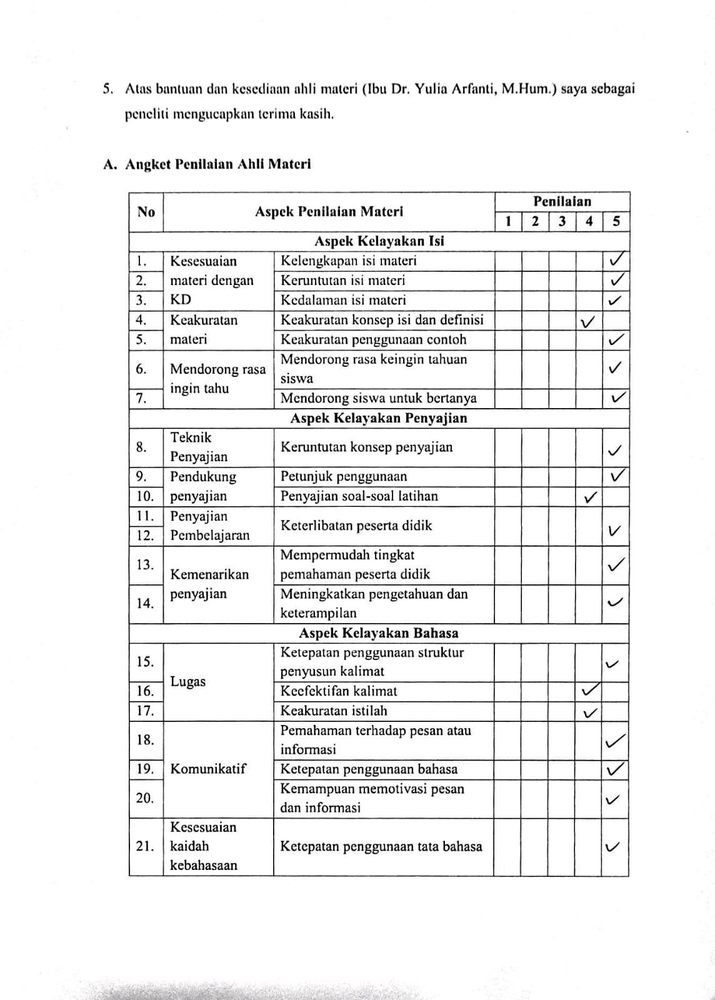 5. Atas bantuan dan kesediaan ahli materi (Ibu Dr. Yulia Arfanti, M.Hum.) saya sebagai
peneliti mengucapkan terima kasih.
A. Angket Penilaian Ahli Materi
No Aspek Penilaian Materi Penilaian
1 2 3 4 5
Aspek Kelayakan Isi
1. Kesesuaian Kelengkapan isi materi ✓
2. materi dengan Keruntutan isi materi ✓
3. KD Kedalaman isi materi ✓
4. Keakuratan Keakuratan konsep isi dan definisi ✓
5. materi Keakuratan penggunaan contoh ✓
6. Mendorong rasa Mendorong rasa keingin tahuan
ingin tahu siswa ✓
7. Mendorong siswa untuk bertanya ✓
Aspek Kelayakan Penyajian
8. Teknik
Penyajian Keruntutan konsep penyajian ✓
9. Pendukung Petunjuk penggunaan ✓
10. penyajian Penyajian soal-soal latihan ✓
11. Penyajian
12. Pembelajaran Keterlibatan peserta didik ✓
13. Kemenarikan Mempermudah tingkat
penyajian pemahaman peserta didik ✓
14. Meningkatkan pengetahuan dan
keterampilan ✓
Aspek Kelayakan Bahasa
15. Lugas Ketepatan penggunaan struktur
penyusun kalimat ✓
16. Keefektifan kalimat ✓
17. Keakuratan istilah ✓
18. Komunikatif Pemahaman terhadap pesan atau
informasi ✓
19. Ketepatan penggunaan bahasa ✓
20. Kemampuan memotivasi pesan
dan informasi ✓
21. Kesesuaian
kaidah
kebahasaan Ketepatan penggunaan tata bahasa ✓